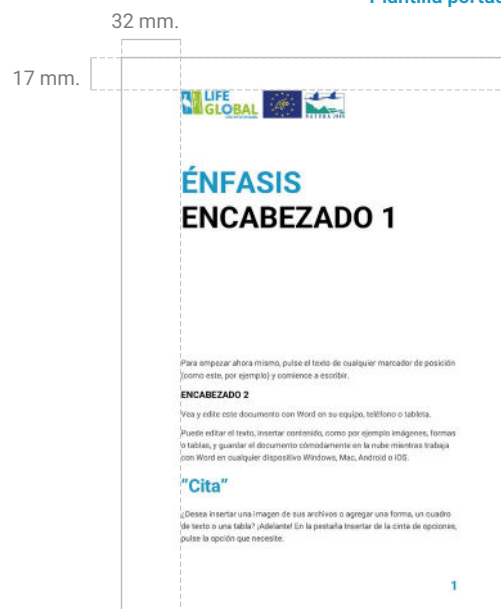 Plantilla
32 mm.
17 mm.
LIFE
GLOBAL
Life
NATURA 2000
ÉNFASIS
ENCABEZADO 1
Para empezar ahora mismo, pulse el texto de cualquier marcador de posición
(como este, por ejemplo) y comience a escribir.
ENCABEZADO 2
Vea y edite este documento con Word en su equipo, teléfono o tableta.
Puede editar el texto, insertar contenido, como por ejemplo imágenes, formas
o tablas, y guardar el documento cómodamente en la nube mientras trabaja
con Word en cualquier dispositivo Windows, Mac, Android o iOS.
"Cita"
¿Desea insertar una imagen de sus archivos o agregar una forma, un cuadro
de texto o una tabla? ¡Adelante! En la pestaña Insertar de la cinta de opciones,
pulse la opción que necesite.
1